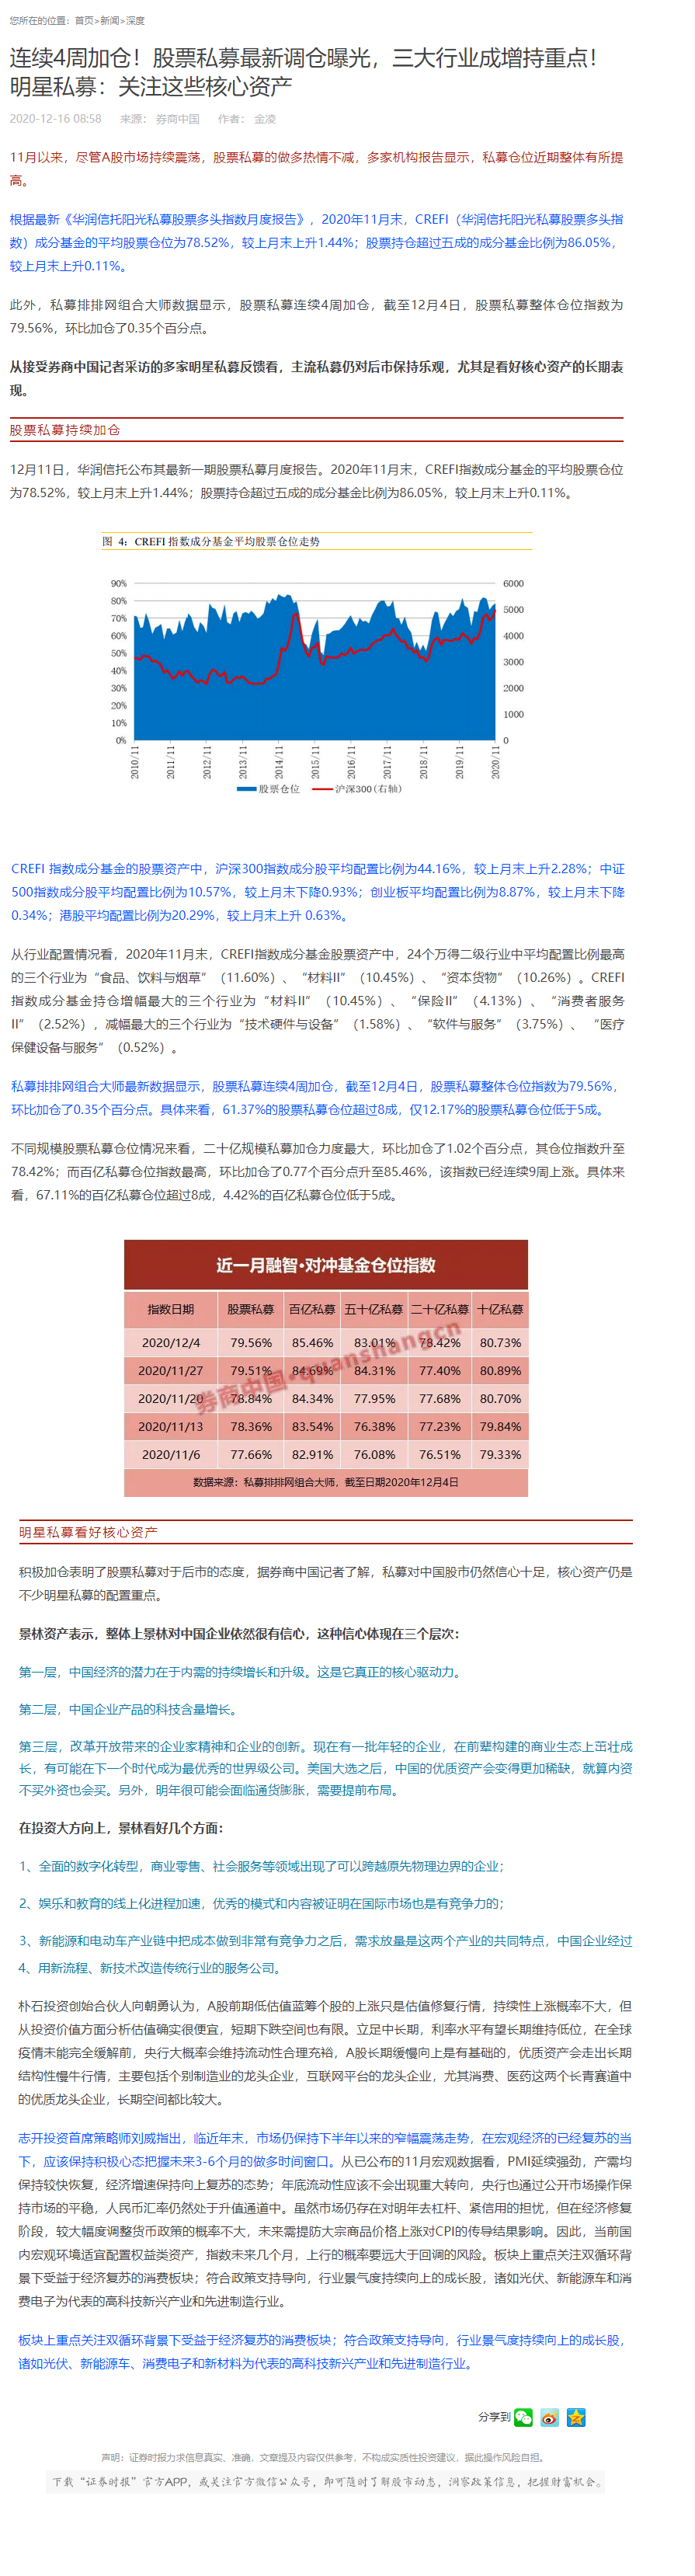 您所在的位置：首页>新闻>深度
连续4周加仓！股票私募最新调仓曝光，三大行业成增持重点！
明星私募：关注这些核心资产
2020-12-16 08:58 来源： 券商中国 作者： 金凌
11月以来，尽管A股市场持续震荡，股票私募的做多热情不减，多家机构报告显示，私募仓位近期整体有所提
高。
根据最新《华润信托阳光私募股票多头指数月度报告》，2020年11月末，CREFI（华润信托阳光私募股票多头指
数）成分基金的平均股票仓位为78.52%，较上月末上升1.44%；股票持仓超过五成的成分基金比例为86.05%，
较上月末上升0.11%。
此外，私募排排网组合大师数据显示，股票私募连续4周加仓，截至12月4日，股票私募整体仓位指数为
79.56%，环比加仓了0.35个百分点。
从接受券商中国记者采访的多家明星私募反馈看，主流私募仍对后市保持乐观，尤其是看好核心资产的长期表
现。
股票私募持续加仓
12月11日，华润信托公布其最新一期股票私募月度报告。2020年11月末，CREFI指数成分基金的平均股票仓位
为78.52%，较上月末上升1.44%；股票持仓超过五成的成分基金比例为86.05%，较上月末上升0.11%。
图 4：CREFI 指数成分基金平均股票仓位走势
90% 6000
80% 5000
70%
60% 4000
50% 3000
40%
30% 2000
20%
10% 1000
0% 0
2010/11 2011/11 2012/11 2013/11 2014/11 2015/11 2016/11 2017/11 2018/11 2019/11 2020/11
股票仓位 沪深300(右轴)
CREFI 指数成分基金的股票资产中，沪深300指数成分股平均配置比例为44.16%，较上月末上升2.28%；中证
500指数成分股平均配置比例为10.57%，较上月末下降0.93%；创业板平均配置比例为8.87%，较上月末下降
0.34%；港股平均配置比例为20.29%，较上月末上升 0.63%。
从行业配置情况看，2020年11月末，CREFI指数成分基金股票资产中，24个万得二级行业中平均配置比例最高
的三个行业为“食品、饮料与烟草”（11.60%）、“材料II”（10.45%）、“资本货物”（10.26%）。CREFI
指数成分基金持仓增幅最大的三个行业为“材料II”（10.45%）、“保险II”（4.13%）、“消费者服务
II”（2.52%），减幅最大的三个行业为“技术硬件与设备”（1.58%）、“软件与服务”（3.75%）、“医疗
保健设备与服务”（0.52%）。
私募排排网组合大师最新数据显示，股票私募连续4周加仓，截至12月4日，股票私募整体仓位指数为79.56%，
环比加仓了0.35个百分点。具体来看，61.37%的股票私募仓位超过8成，仅12.17%的股票私募仓位低于5成。
不同规模股票私募仓位情况来看，二十亿规模私募加仓力度最大，环比加仓了1.02个百分点，其仓位指数升至
78.42%；而百亿私募仓位指数最高，环比加仓了0.77个百分点升至85.46%，该指数已经连续9周上涨。具体来
看，67.11%的百亿私募仓位超过8成，4.42%的百亿私募仓位低于5成。
近一月融智·对冲基金仓位指数
指数日期 股票私募 百亿私募 五十亿私募 二十亿私募 十亿私募
2020/12/4 79.56% 85.46% 83.01% 78.42% 80.73%
2020/11/27 79.51% 84.69% 84.31% 77.40% 80.89%
2020/11/20 78.84% 84.34% 77.95% 77.68% 80.70%
2020/11/13 78.36% 83.54% 76.38% 77.23% 79.84%
2020/11/6 77.66% 82.91% 76.08% 76.51% 79.33%
数据来源：私募排排网组合大师，截至日期2020年12月4日
券商中国·quanshangcn
明星私募看好核心资产
积极加仓表明了股票私募对于后市的态度，据券商中国记者了解，私募对中国股市仍然信心十足，核心资产仍是
不少明星私募的配置重点。
景林资产表示，整体上景林对中国企业依然很有信心，这种信心体现在三个层次：
第一层，中国经济的潜力在于内需的持续增长和升级。这是它真正的核心驱动力。
第二层，中国企业产品的科技含量增长。
第三层，改革开放带来的企业家精神和企业的创新。现在有一批年轻的企业，在前辈构建的商业生态上茁壮成
长，有可能在下一个时代成为最优秀的世界级公司。美国大选之后，中国的优质资产会变得更加稀缺，就算内资
不买外资也会买。另外，明年很可能会面临通货膨胀，需要提前布局。
在投资大方向上，景林看好几个方面：
1、全面的数字化转型，商业零售、社会服务等领域出现了可以跨越原先物理边界的企业；
2、娱乐和教育的线上化进程加速，优秀的模式和内容被证明在国际市场也是有竞争力的；
3、新能源和电动车产业链中把成本做到非常有竞争力之后，需求放量是这两个产业的共同特点，中国企业经过
4、用新流程、新技术改造传统行业的服务公司。
朴石投资创始合伙人向朝勇认为，A股前期低估值蓝筹个股的上涨只是估值修复行情，持续性上涨概率不大，但
从投资价值方面分析估值确实很便宜，短期下跌空间也有限。立足中长期，利率水平有望长期维持低位，在全球
疫情未能完全缓解前，央行大概率会维持流动性合理充裕，A股长期缓慢向上是有基础的，优质资产会走出长期
结构性慢牛行情，主要包括个别制造业的龙头企业，互联网平台的龙头企业，尤其消费、医药这两个长青赛道中
的优质龙头企业，长期空间都比较大。
志开投资首席策略师刘威指出，临近年末，市场仍保持下半年以来的窄幅震荡走势，在宏观经济的已经复苏的当
下，应该保持积极心态把握未来3-6个月的做多时间窗口。从已公布的11月宏观数据看，PMI延续强劲，产需均
保持较快恢复，经济增速保持向上复苏的态势；年底流动性应该不会出现重大转向，央行也通过公开市场操作保
持市场的平稳，人民币汇率仍然处于升值通道中。虽然市场仍存在对明年去杠杆、紧信用的担忧，但在经济修复
阶段，较大幅度调整货币政策的概率不大，未来需提防大宗商品价格上涨对CPI的传导结果影响。因此，当前国
内宏观环境适宜配置权益类资产，指数未来几个月，上行的概率要远大于回调的风险。板块上重点关注双循环背
景下受益于经济复苏的消费板块；符合政策支持导向，行业景气度持续向上的成长股，诸如光伏、新能源车和消
费电子为代表的高科技新兴产业和先进制造行业。
板块上重点关注双循环背景下受益于经济复苏的消费板块；符合政策支持导向，行业景气度持续向上的成长股，
诸如光伏、新能源车、消费电子和新材料为代表的高科技新兴产业和先进制造行业。
分享到
声明：证券时报力求信息真实、准确，文章提及内容仅供参考，不构成实质性投资建议，据此操作风险自担。
下载“证券时报”官方APP，或关注官方微信公众号，即可随时了解股市动态，洞察政策信息，把握财富机会。